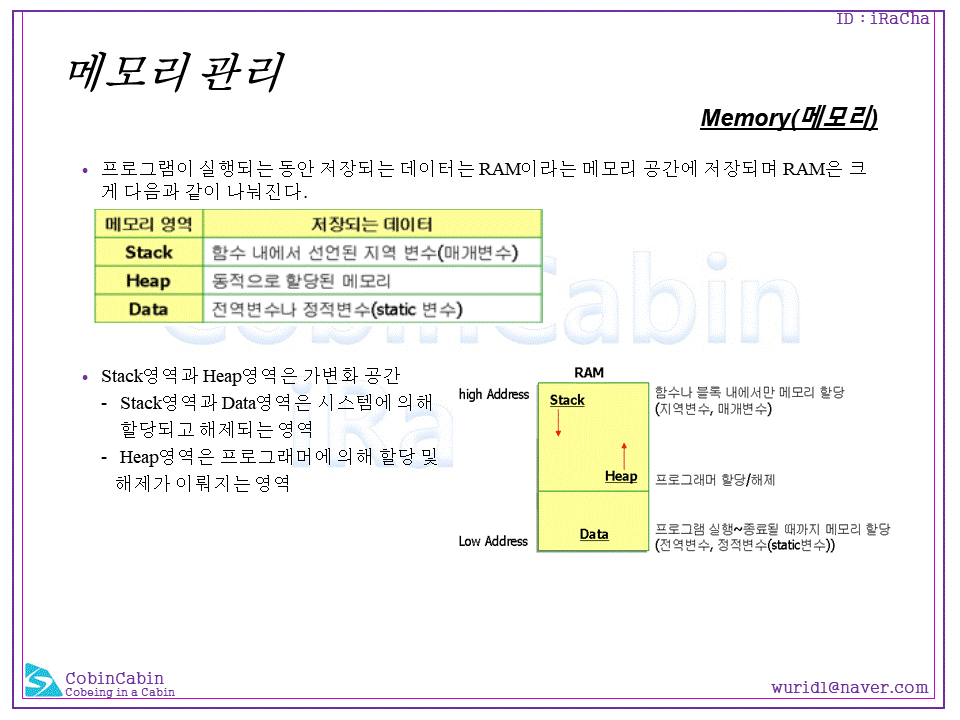 ID : iRaCha
메모리 관리
Memory(메모리)
• 프로그램이 실행되는 동안 저장되는 데이터는 RAM이라는 메모리 공간에 저장되며 RAM은 크
게 다음과 같이 나눠진다.
메모리 영역 저장되는 데이터
Stack 함수 내에서 선언된 지역 변수(매개변수)
Heap 동적으로 할당된 메모리
Data 전역변수나 정적변수(static 변수)
CobinCabin
iRa
• Stack영역과 Heap영역은 가변화 공간
- Stack영역과 Data영역은 시스템에 의해
할당되고 해제되는 영역
- Heap영역은 프로그래머에 의해 할당 및
해제가 이뤄지는 영역
RAM
high Address
Stack
함수나 블록 내에서만 메모리 할당
(지역변수, 매개변수)
Heap
프로그래머 할당/해제
Data
프로그램 실행~종료될 때까지 메모리 할당
(전역변수, 정적변수(static변수))
Low Address
CobinCabin
Cobeing in a Cabin
wurid1@naver.com